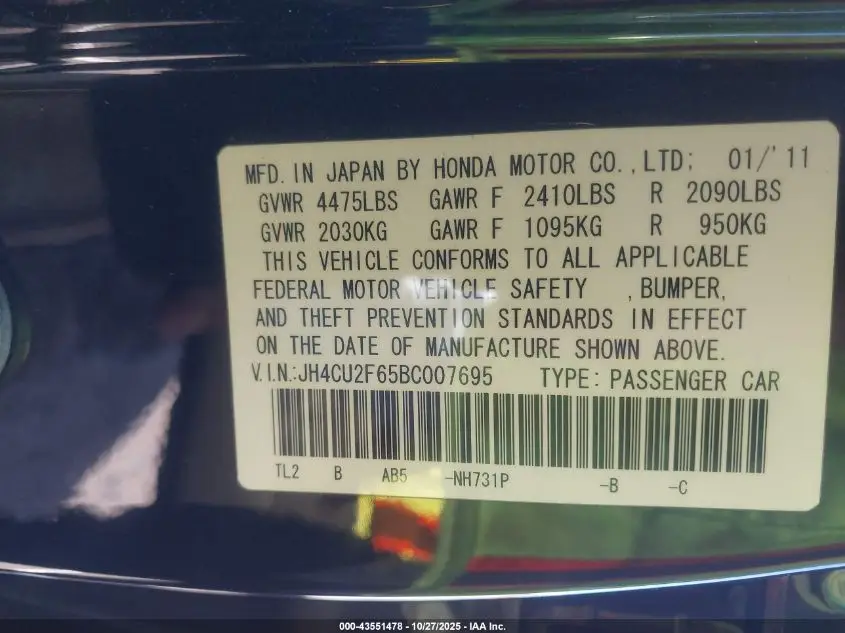 MFD. IN JAPAN BY HONDA MOTOR CO.,LTD: 01/'11
GVWR 4475LBS GAWR F 2410LBS R 2090LBS
GVWR 2030KG GAWR F 1095KG R 950KG
THIS VEHICLE CONFORMS TO ALL APPLICABLE
FEDERAL MOTOR VEHICLE SAFETY ,BUMPER,
AND THEFT PREVENTION STANDARDS IN EFFECT
ON THE DATE OF MANUFACTURE SHOWN ABOVE.
V.I.N.:JH4CU2F65BC007695 TYPE: PASSENGER CAR
TL2 B AB5 -NH731P -B -C
000-43551478 - 10/27/2025 - IAA Inc.